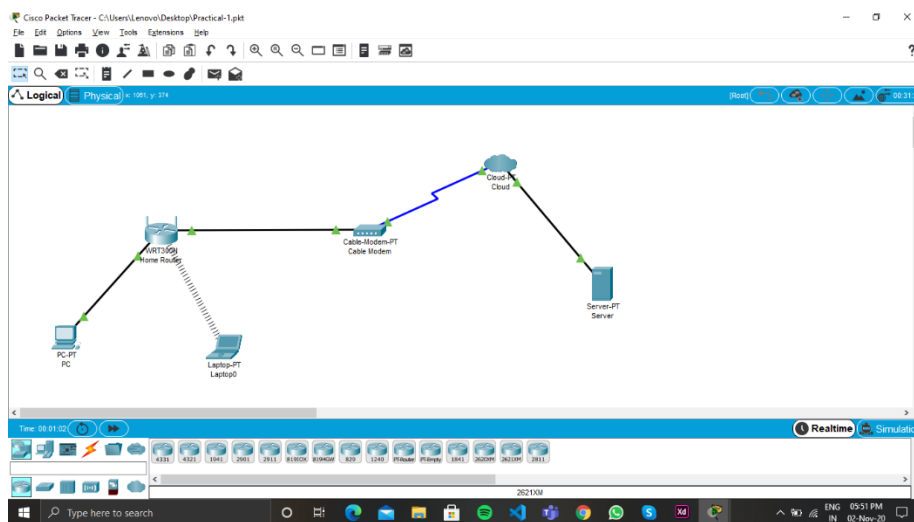 Cisco Packet Tracer - C:\Users\Lenovo\Desktop\Practical-1.pkt
File Edit Options View Tools Extensions Help
?
Logical Physical x: 1061, y: 374 [Root]
Cloud-PT
Cloud
WRT300N
Home Router
Cable-Modem-PT
Cable Modem
Server-PT
Server
PC-PT
PC
Laptop-PT
Laptop0
Time: 00:01:02 Realtime Simulatio
4331 4321 1941 2901 2911 819IOX 819HGW 829 1240 PT-Router PT-Empty 1841 2620XM 2621XM 2811
2621XM
Type here to search Xd ENG 05:51 PM
IN 02-Nov-20